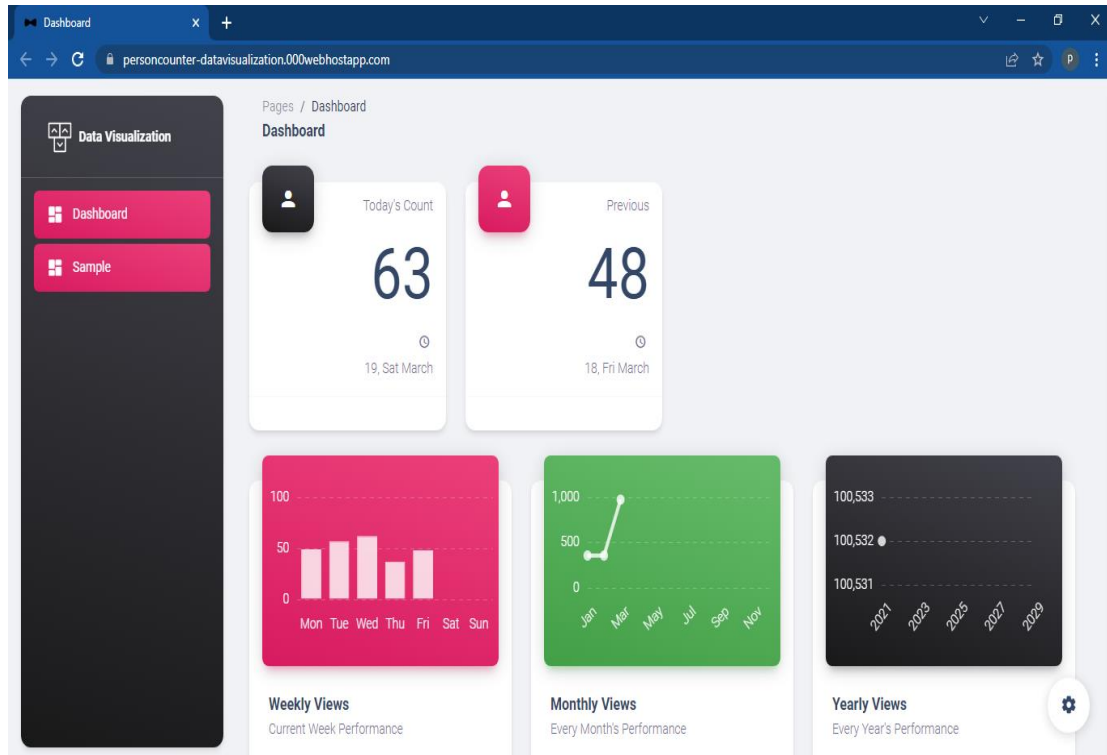 Dashboard
personcounter-datavisualization.000webhostapp.com
P
Data Visualization
Dashboard
Sample
Pages / Dashboard
Dashboard
Today's Count
63
19, Sat March
Previous
48
18, Fri March
100
50
0
Mon Tue Wed Thu Fri Sat Sun
Weekly Views
Current Week Performance
1,000
500
0
Jan Mar May Jul Sep Nov
Monthly Views
Every Month's Performance
100,533
100,532
100,531
2021 2023 2025 2027 2029
Yearly Views
Every Year's Performance